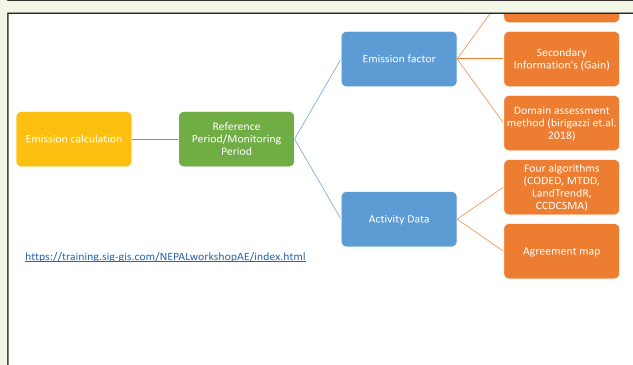 Emission calculation
Reference
Period/Monitoring
Period
Emission factor
Secondary
Information's (Gain)
Domain assessment
method (birigazzi et.al.
2018)
Activity Data
Four algorithms
(CODED, MTDD,
LandTrendR,
CCDCSMA)
Agreement map
https://training.sig-gis.com/NEPALworkshopAE/index.html